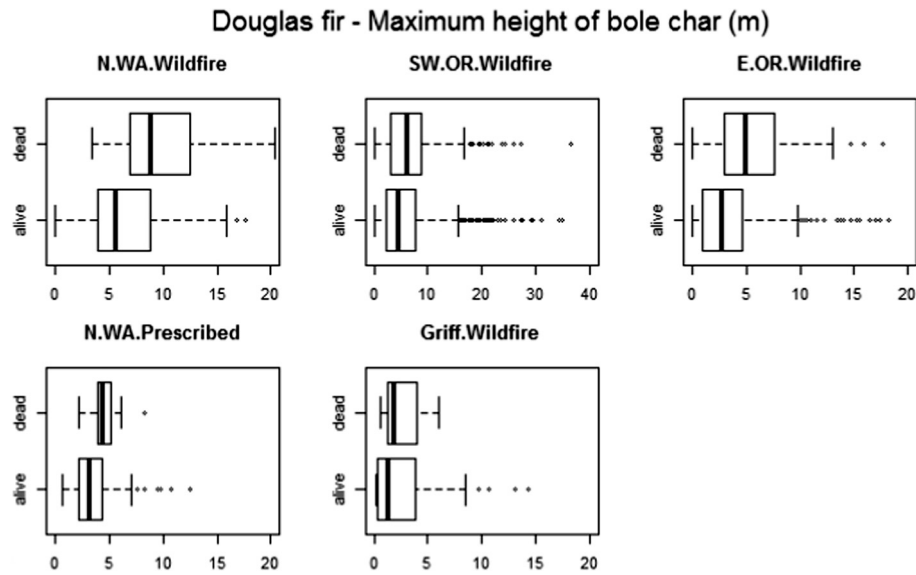 Douglas fir - Maximum height of bole char (m)
N.WA.Wildfire
SW.OR.Wildfire
E.OR.Wildfire
dead
alive
0 5 10 15 20
dead
alive
0 10 20 30 40
dead
alive
0 5 10 15 20
N.WA.Prescribed
Griff.Wildfire
dead
alive
0 5 10 15 20
dead
alive
0 5 10 15 20